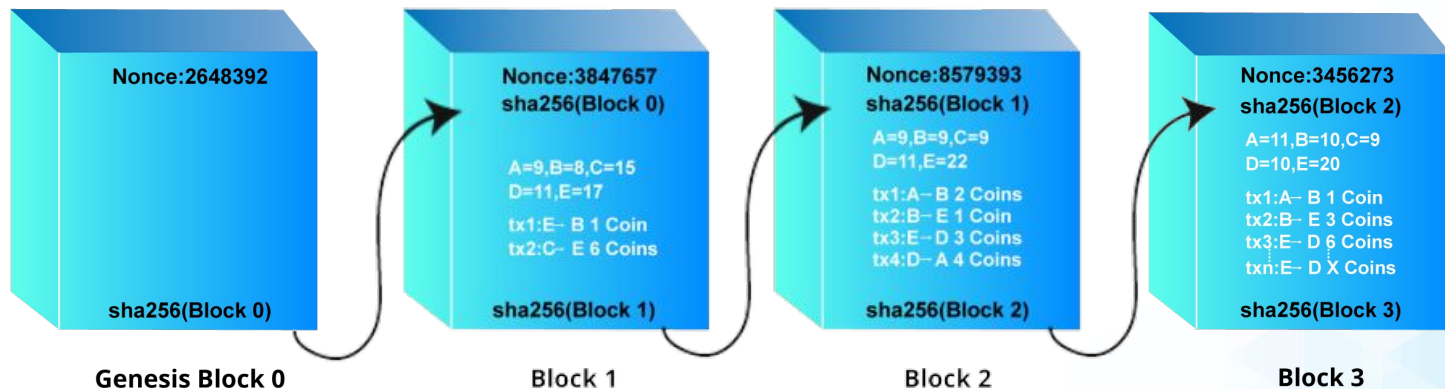 Nonce:2648392
sha256(Block 0)
Genesis Block 0
Nonce:3847657
sha256(Block 0)
A=9,B=8,C=15
D=11,E=17
tx1:E→ B 1 Coin
tx2:C→ E 6 Coins
sha256(Block 1)
Block 1
Nonce:8579393
sha256(Block 1)
A=9,B=9,C=9
D=11,E=22
tx1:A→ B 2 Coins
tx2:B→ E 1 Coin
tx3:E→ D 3 Coins
tx4:D→ A 4 Coins
sha256(Block 2)
Block 2
Nonce:3456273
sha256(Block 2)
A=11,B=10,C=9
D=10,E=20
tx1:A→ B 1 Coin
tx2:B→ E 3 Coins
tx3:E→ D 6 Coins
txn:E→ D X Coins
sha256(Block 3)
Block 3